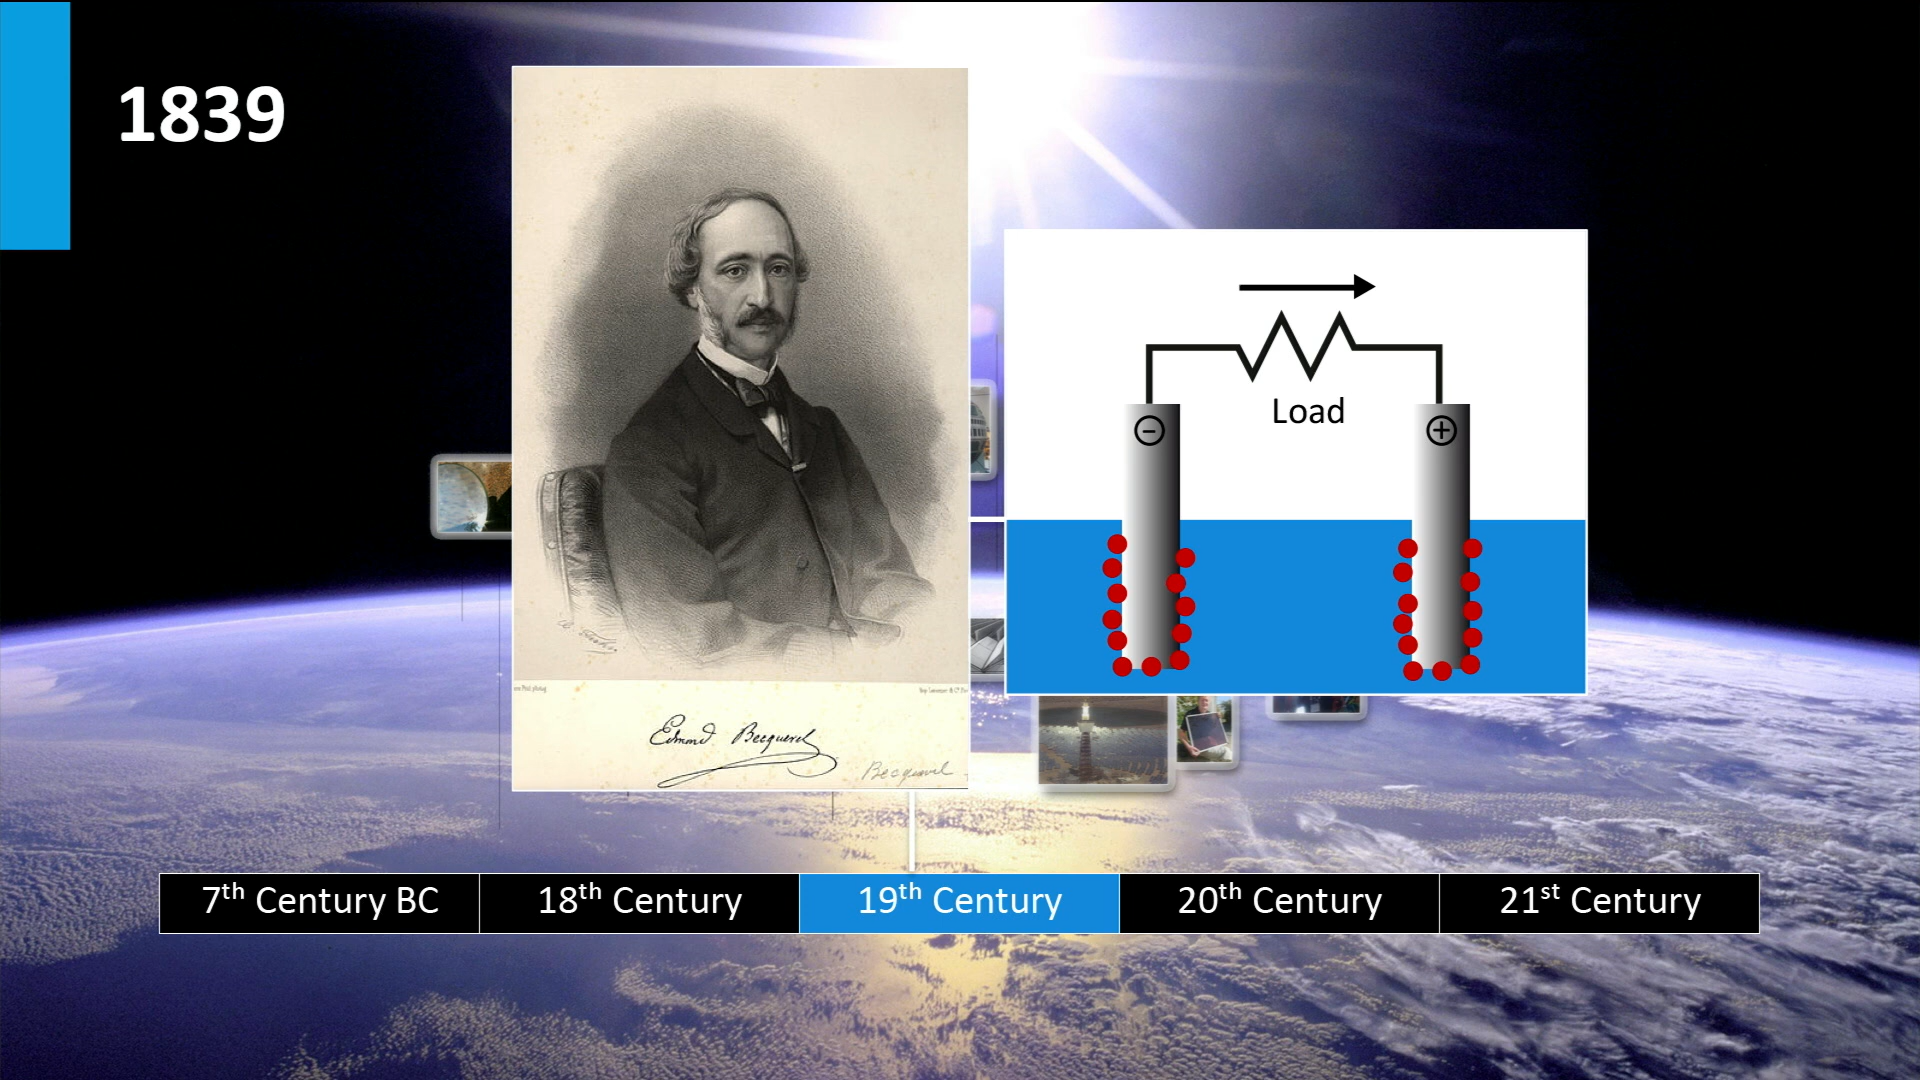 1839
Load
Edmond Becquerel
Becquerel
7th Century BC
18th Century
19th Century
20th Century
21st Century